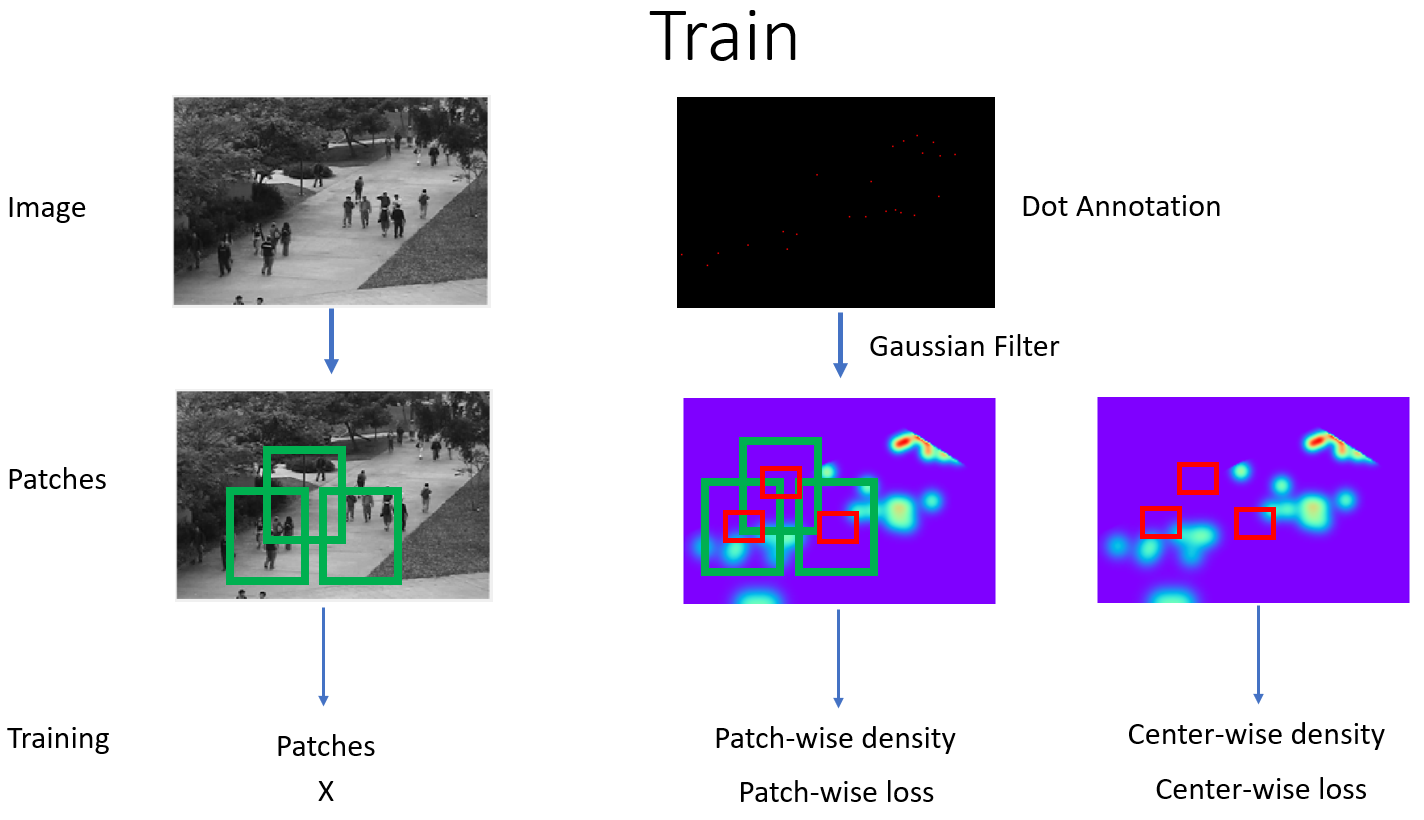 Train
Image
Dot Annotation
Gaussian Filter
Patches
Training
Patches
X
Patch-wise density
Patch-wise loss
Center-wise density
Center-wise loss